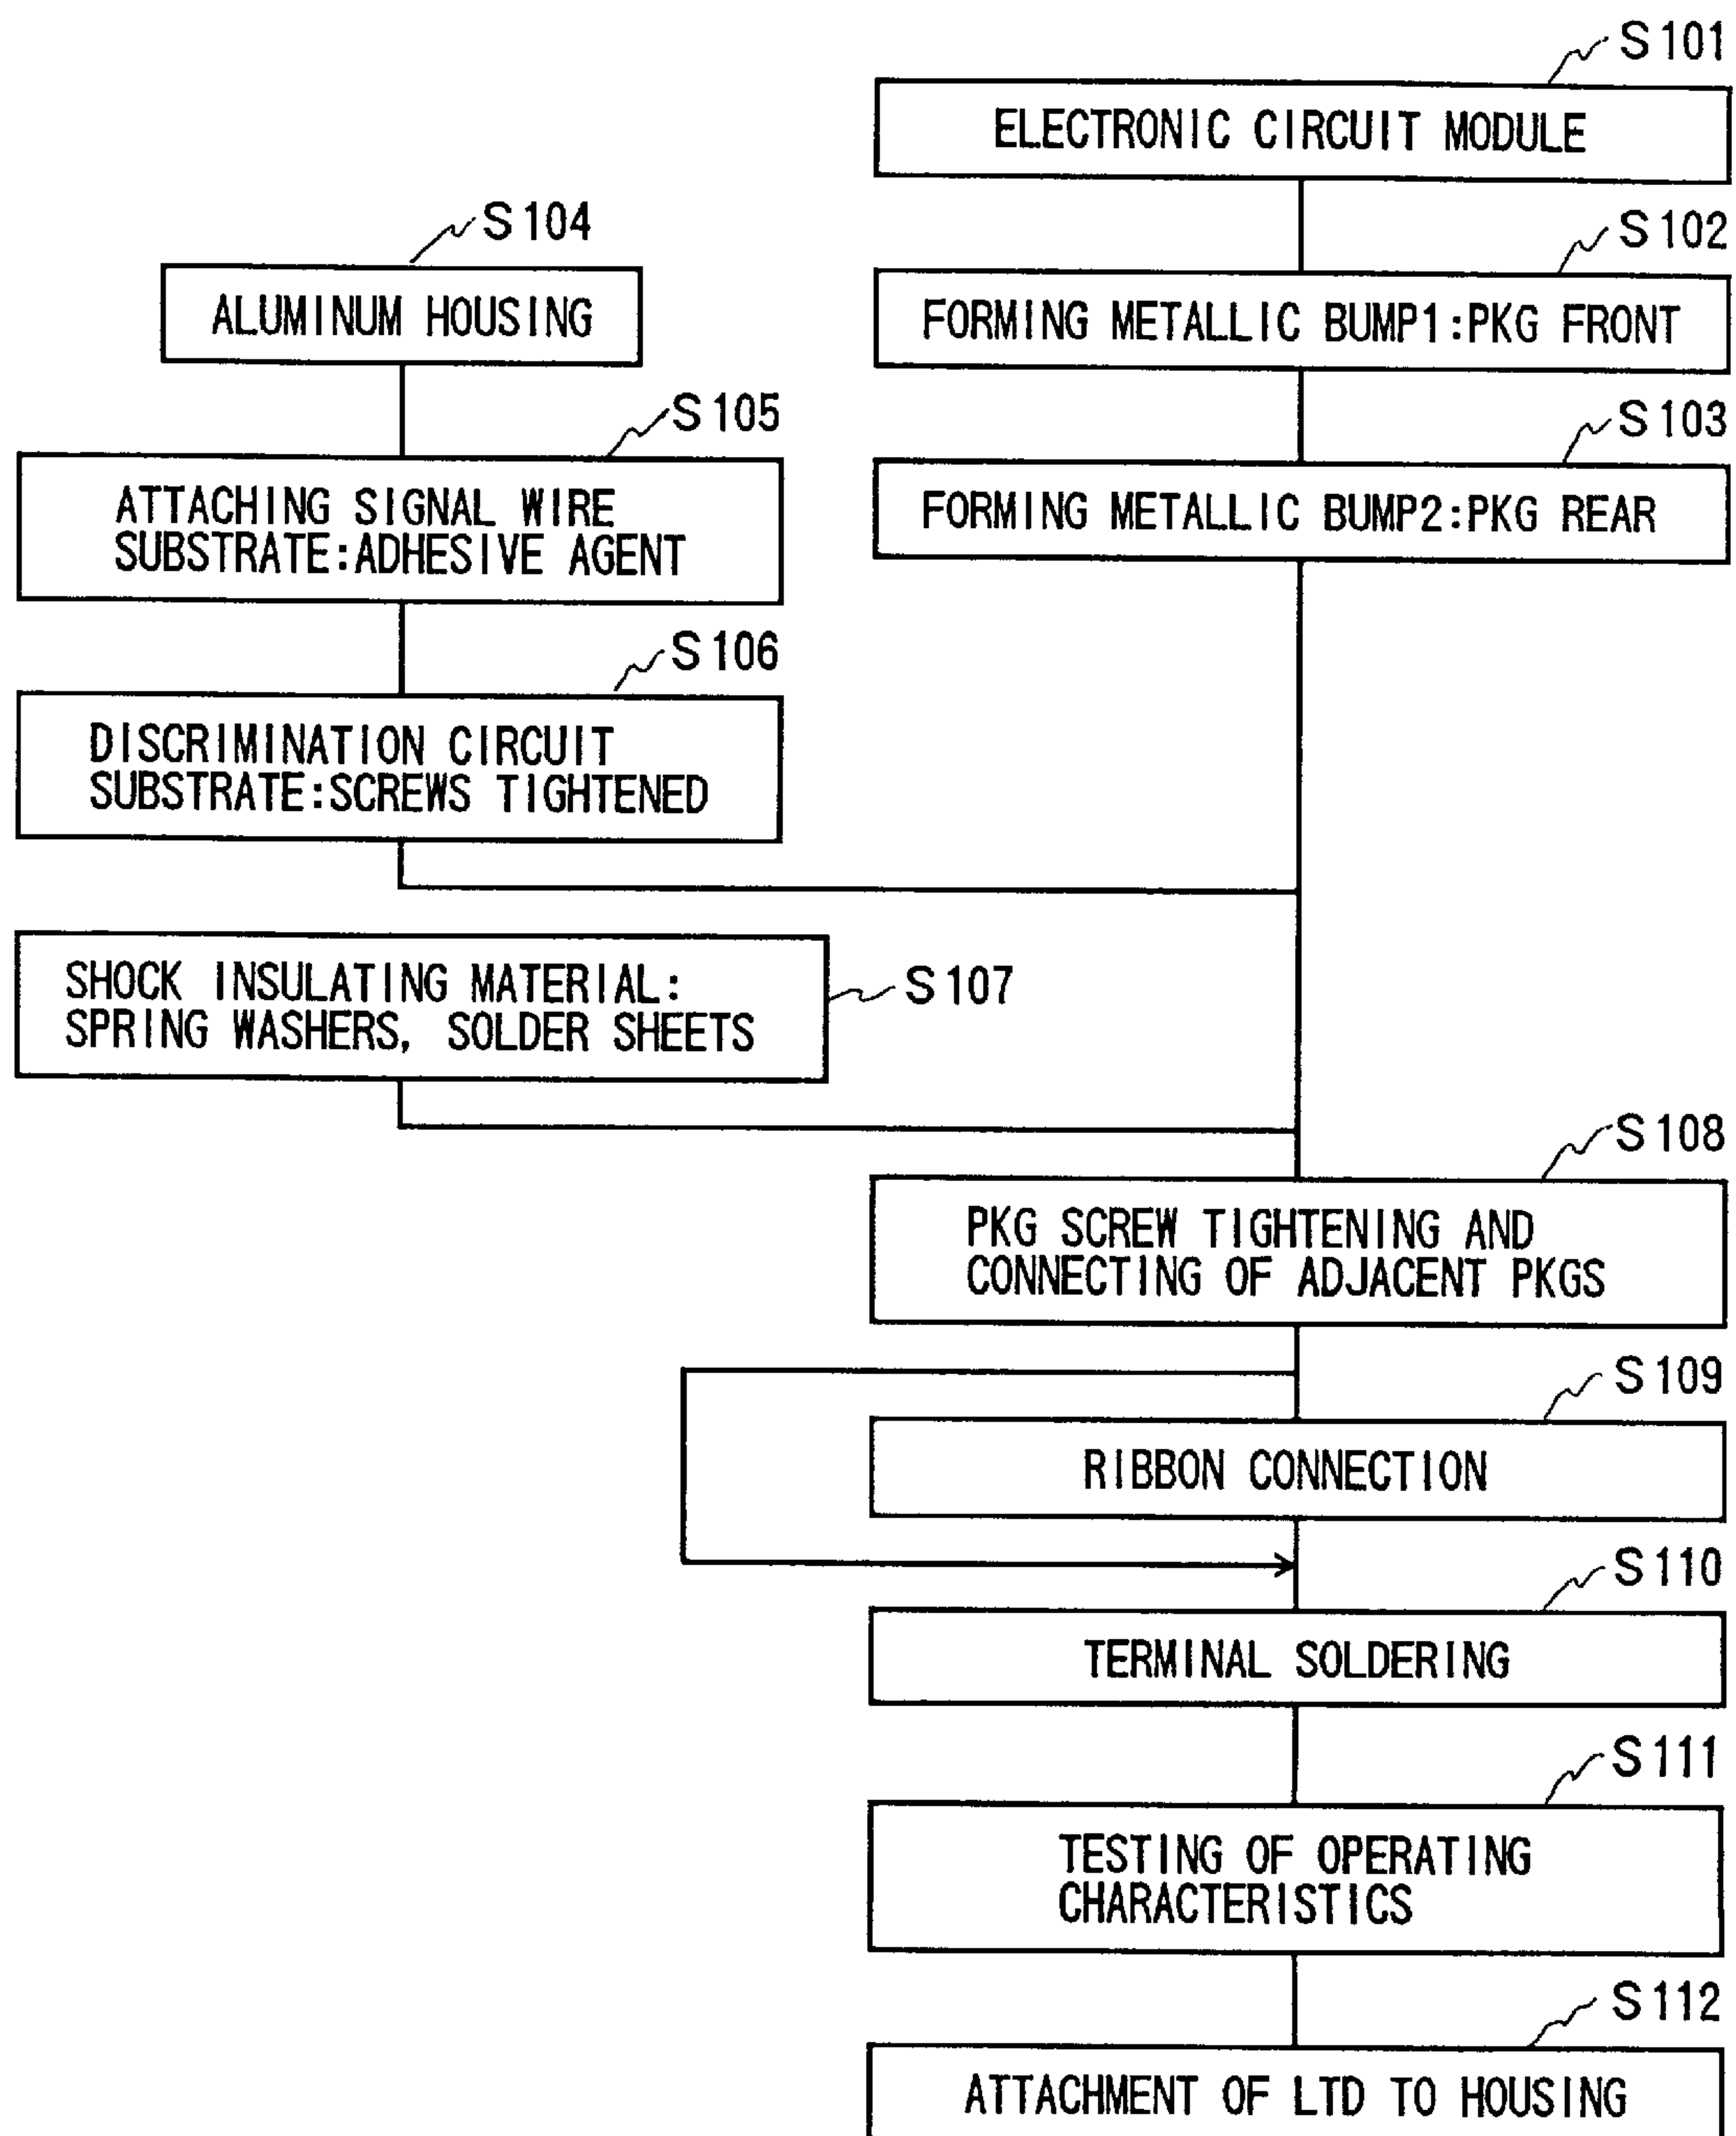 S101
ELECTRONIC CIRCUIT MODULE
S102
FORMING METALLIC BUMP1:PKG FRONT
S103
FORMING METALLIC BUMP2:PKG REAR
S104
ALUMINUM HOUSING
S105
ATTACHING SIGNAL WIRE
SUBSTRATE:ADHESIVE AGENT
S106
DISCRIMINATION CIRCUIT
SUBSTRATE:SCREWS TIGHTENED
S107
SHOCK INSULATING MATERIAL:
SPRING WASHERS, SOLDER SHEETS
S108
PKG SCREW TIGHTENING AND
CONNECTING OF ADJACENT PKGS
S109
RIBBON CONNECTION
S110
TERMINAL SOLDERING
S111
TESTING OF OPERATING
CHARACTERISTICS
S112
ATTACHMENT OF LTD TO HOUSING